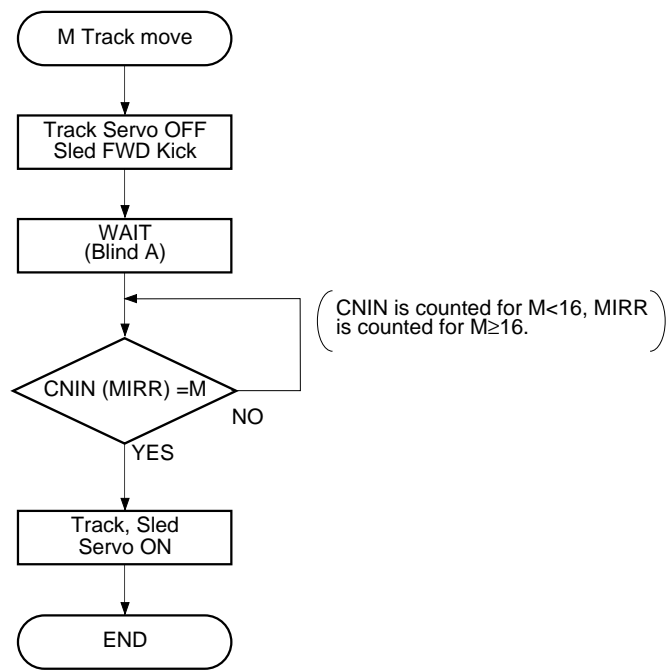 M Track move
Track Servo OFF
Sled FWD Kick
WAIT
(Blind A)
CNIN is counted for M<16, MIRR
is counted for M≥16.
CNIN (MIRR) =M
NO
YES
Track, Sled
Servo ON
END